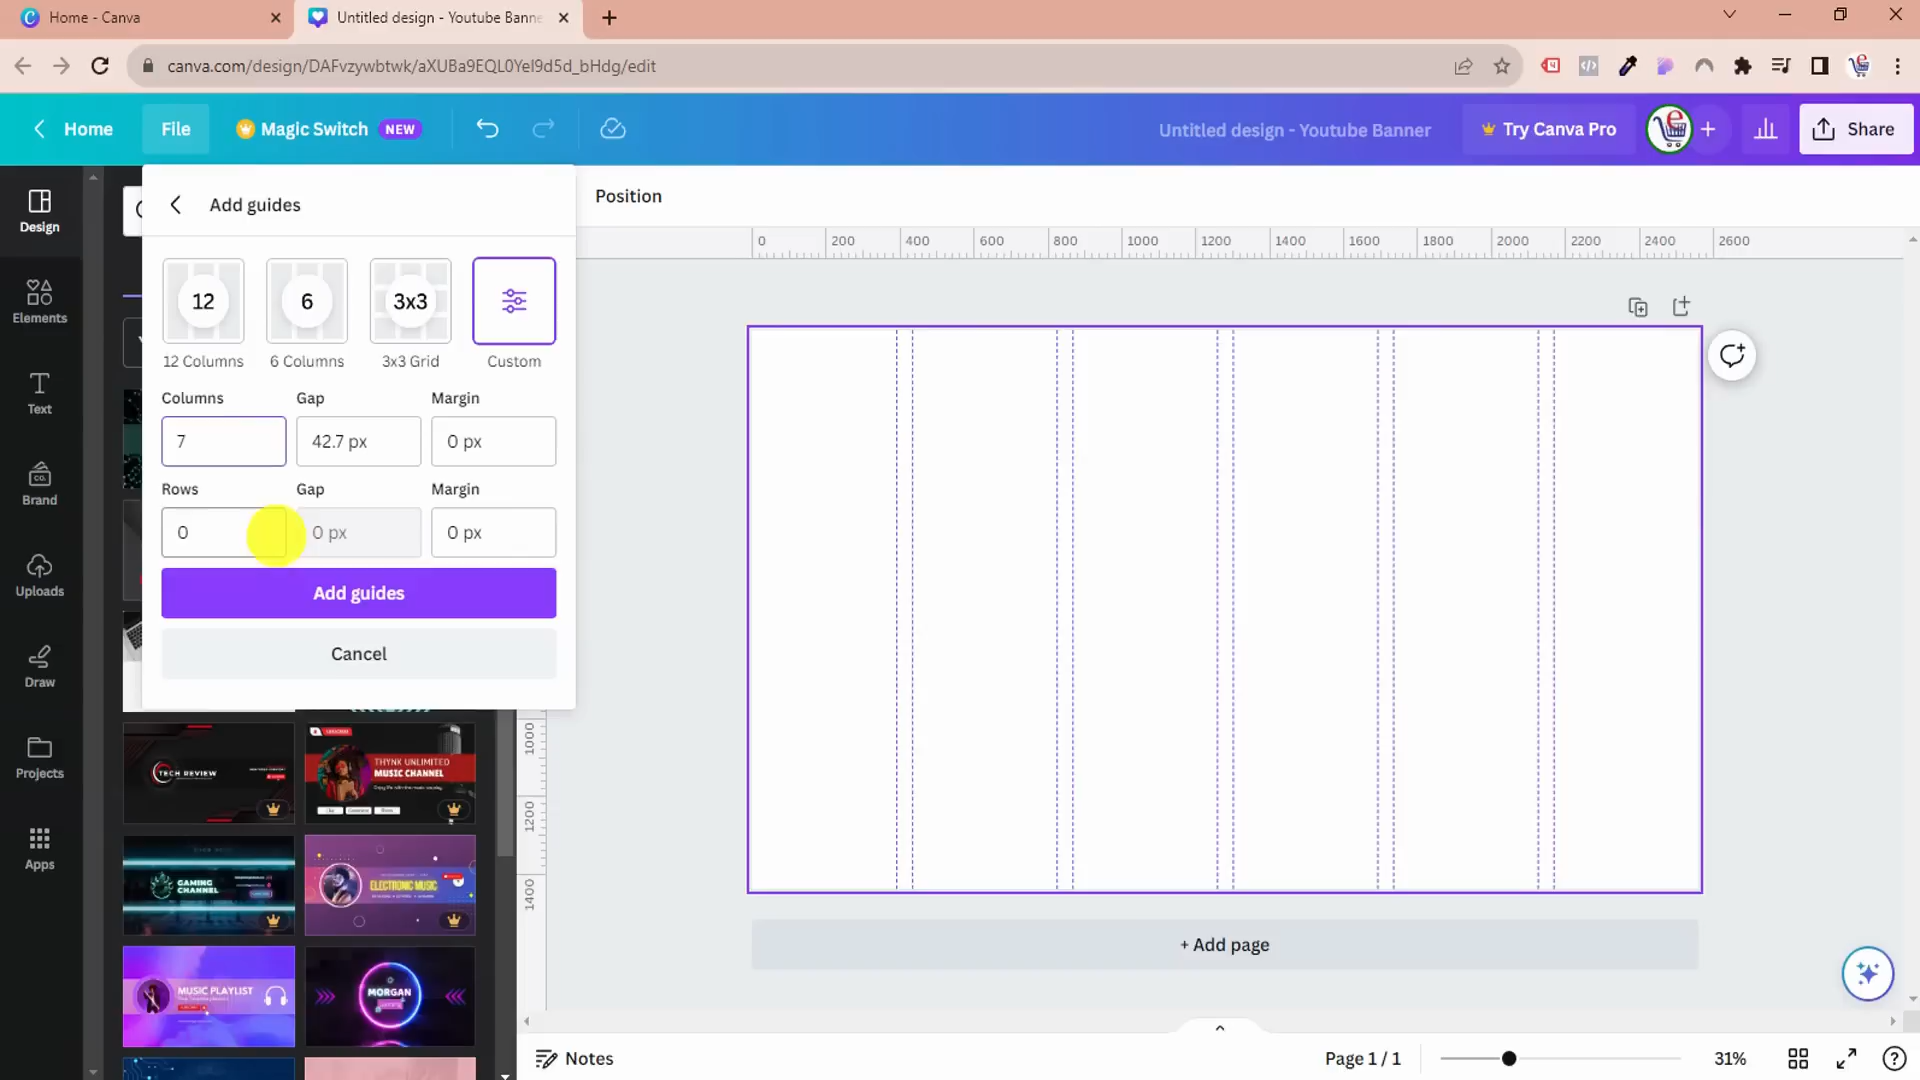 Home - Canva
Untitled design - Youtube Banne
canva.com/design/DAFvzywbtwk/aXUBa9EQL0Yel9d5d_bHdg/edit
Home
File
Magic Switch
NEW
Untitled design - Youtube Banner
Try Canva Pro
Share
Design
Elements
Text
Brand
Uploads
Draw
Projects
Apps
Add guides
12
6
3x3
12 Columns
6 Columns
3x3 Grid
Custom
Columns
Gap
Margin
7
42.7 px
0 px
Rows
Gap
Margin
0
0 px
0 px
Add guides
Cancel
Position
0
200
400
600
800
1000
1200
1400
1600
1800
2000
2200
2400
2600
1000
1200
1400
TECH REVIEW
THYNK UNLIMITED
MUSIC CHANNEL
GAMING
CHANNEL
ELECTRONIC MUSIC
MUSIC PLAYLIST
MORGAN
+ Add page
Notes
Page 1 / 1
31%